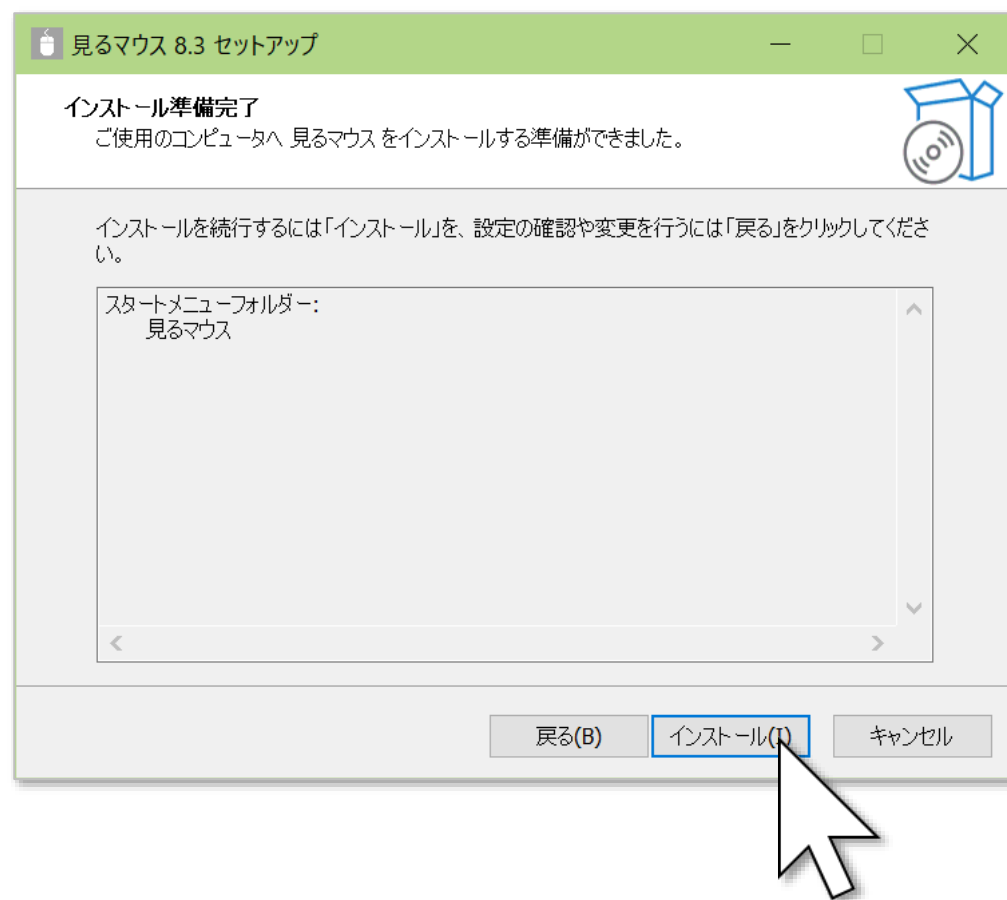 見るマウス 8.3 セットアップ
インストール準備完了
ご使用のコンピュータへ 見るマウス をインストールする準備ができました。
インストールを続行するには「インストール」を、設定の確認や変更を行うには「戻る」をクリックしてくださ
い。
スタートメニューフォルダー:
見るマウス
戻る(B) インストール(I) キャンセル